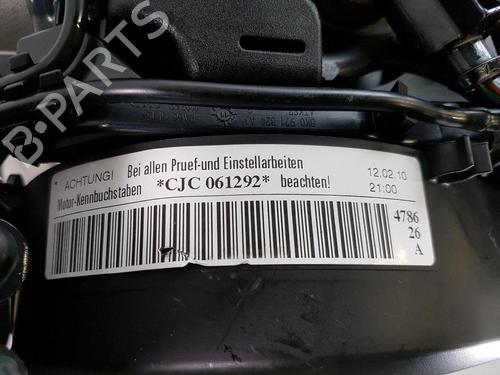 B-PARTS
ACHTUNG! Bei allen Pruef-und Einstellarbeiten 12.02.10
Motor-Kennbuchstaben *CJC 061292* beachten! 21:00
4786
26
A